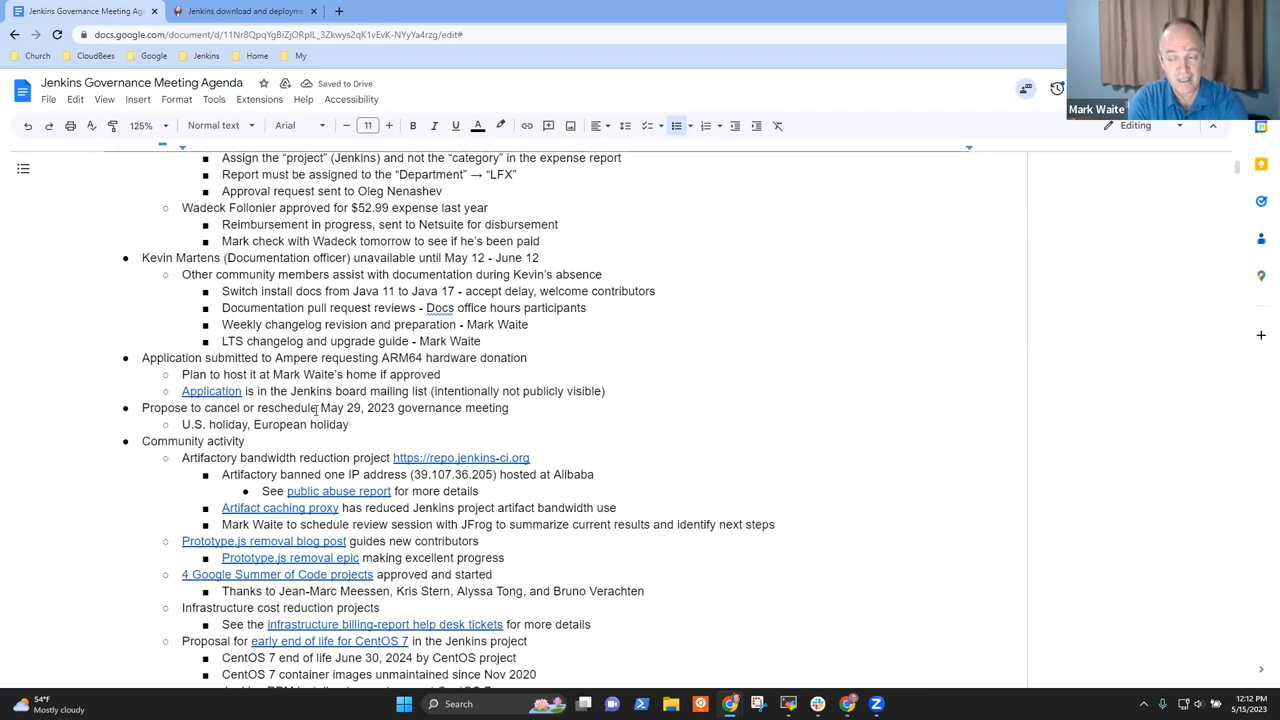 Jenkins Governance Meeting Ag
Jenkins download and deployme
docs.google.com/document/d/11Nr8QpqYgBiZjORpIL_3Zkwys2qK1vEvK-NYyYa4rzg/edit#
Church CloudBees Google Jenkins Home My
Jenkins Governance Meeting Agenda Saved to Drive
File Edit View Insert Format Tools Extensions Help Accessibility
Mark Waite
125% Normal text Arial 11 Editing
Assign the “project” (Jenkins) and not the “category” in the expense report
Report must be assigned to the “Department” → “LFX”
Approval request sent to Oleg Nenashev
Wadeck Follonier approved for $52.99 expense last year
Reimbursement in progress, sent to Netsuite for disbursement
Mark check with Wadeck tomorrow to see if he’s been paid
Kevin Martens (Documentation officer) unavailable until May 12 - June 12
Other community members assist with documentation during Kevin’s absence
Switch install docs from Java 11 to Java 17 - accept delay, welcome contributors
Documentation pull request reviews - Docs office hours participants
Weekly changelog revision and preparation - Mark Waite
LTS changelog and upgrade guide - Mark Waite
Application submitted to Ampere requesting ARM64 hardware donation
Plan to host it at Mark Waite’s home if approved
Application is in the Jenkins board mailing list (intentionally not publicly visible)
Propose to cancel or reschedule May 29, 2023 governance meeting
U.S. holiday, European holiday
Community activity
Artifactory bandwidth reduction project https://repo.jenkins-ci.org
Artifactory banned one IP address (39.107.36.205) hosted at Alibaba
See public abuse report for more details
Artifact caching proxy has reduced Jenkins project artifact bandwidth use
Mark Waite to schedule review session with JFrog to summarize current results and identify next steps
Prototype.js removal blog post guides new contributors
Prototype.js removal epic making excellent progress
4 Google Summer of Code projects approved and started
Thanks to Jean-Marc Meessen, Kris Stern, Alyssa Tong, and Bruno Verachten
Infrastructure cost reduction projects
See the infrastructure billing-report help desk tickets for more details
Proposal for early end of life for CentOS 7 in the Jenkins project
CentOS 7 end of life June 30, 2024 by CentOS project
CentOS 7 container images unmaintained since Nov 2020
54°F
Mostly cloudy
Search
12:12 PM
5/15/2023